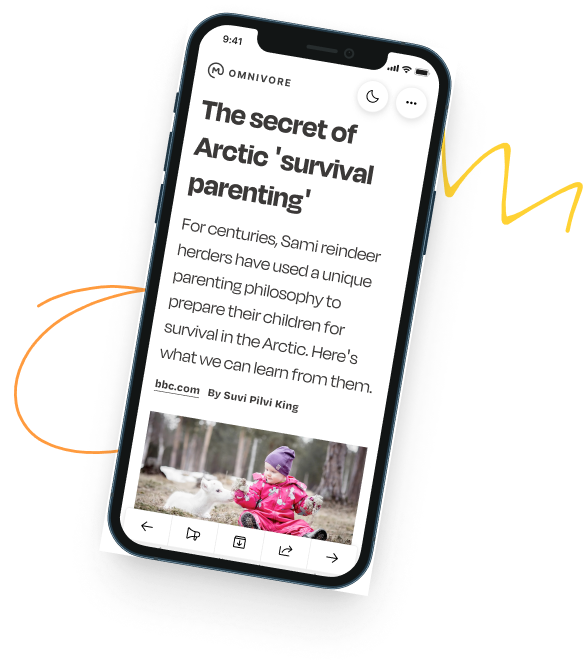 9:41
OMNIVORE
The secret of
Arctic 'survival
parenting'
For centuries, Sami reindeer
herders have used a unique
parenting philosophy to
prepare their children for
survival in the Arctic. Here's
what we can learn from them.
bbc.com By Suvi Pilvi King